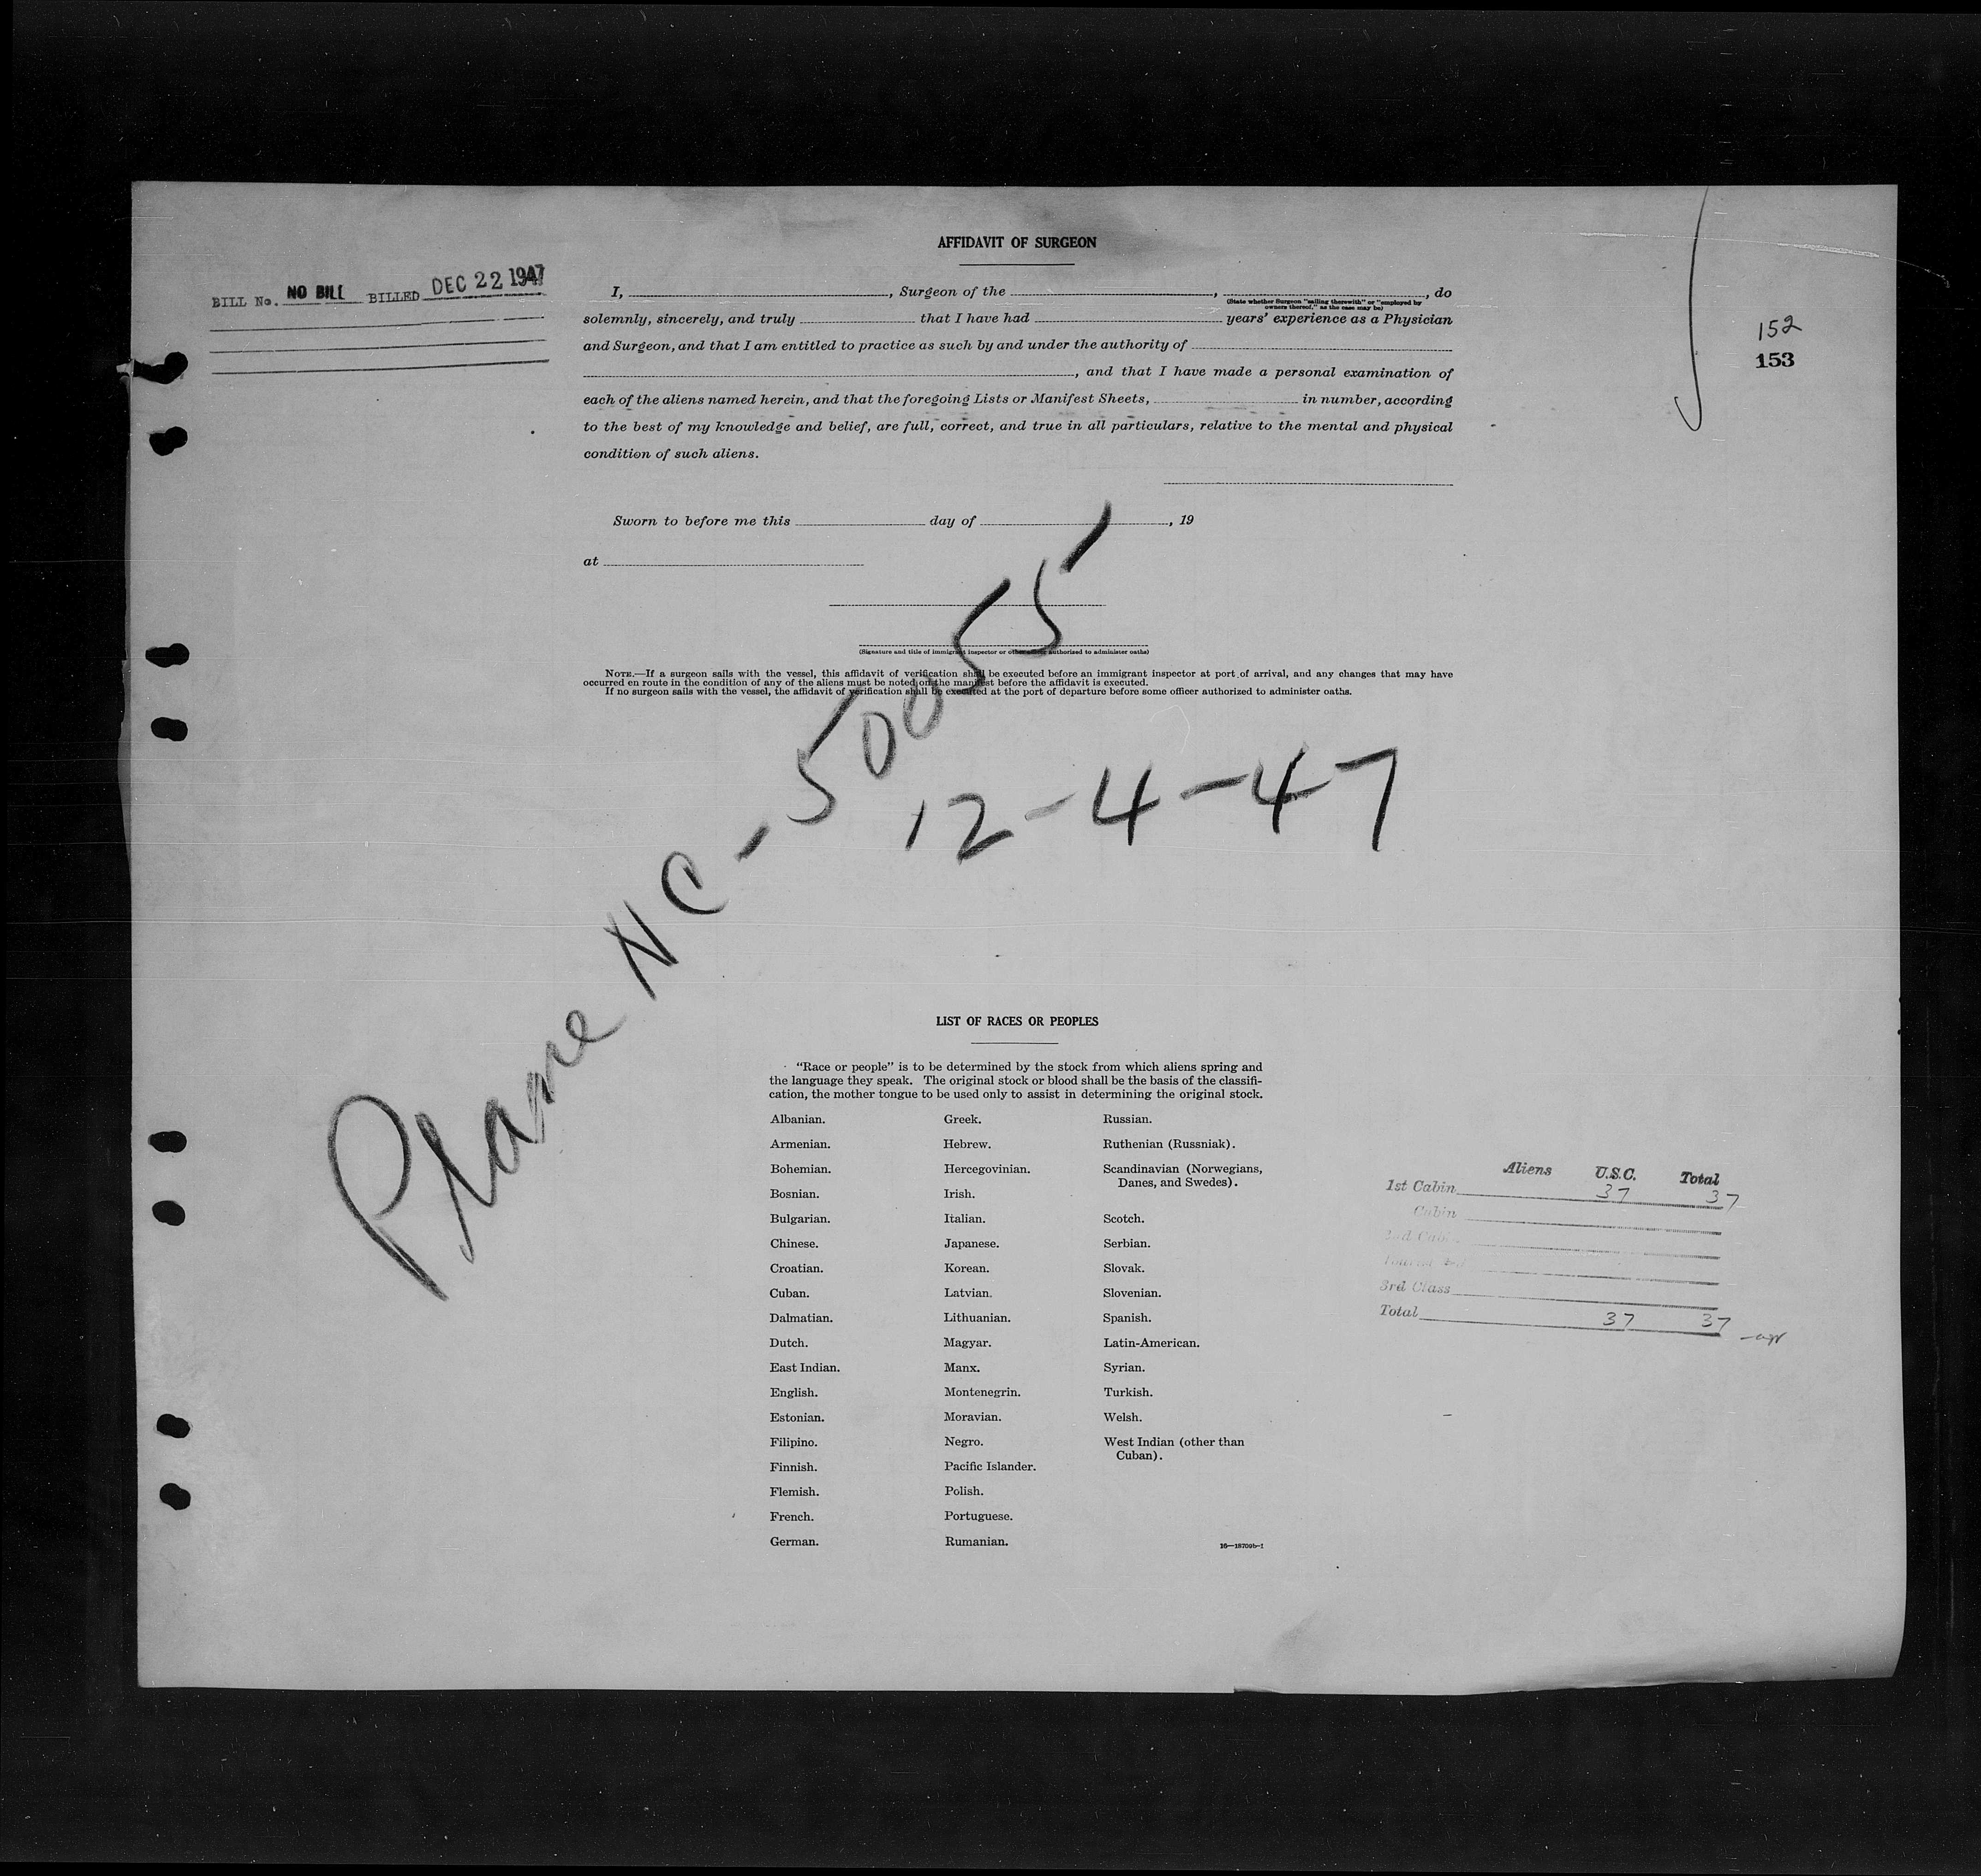 AFFIDAVIT OF SURGEON
BILL No. NO BILL BILLED DEC 22 1947
I, , Surgeon of the , , do
(State whether Surgeon "sailing therewith" or "employed by
owners thereof," as the case may be)
solemnly, sincerely, and truly that I have had years' experience as a Physician
and Surgeon, and that I am entitled to practice as such by and under the authority of
, and that I have made a personal examination of
each of the aliens named herein, and that the foregoing Lists or Manifest Sheets, in number, according
to the best of my knowledge and belief, are full, correct, and true in all particulars, relative to the mental and physical
condition of such aliens.
152
153
Sworn to before me this day of , 19
at
(Signature and title of immigrant inspector or other officer authorized to administer oaths)
NOTE.—If a surgeon sails with the vessel, this affidavit of verification shall be executed before an immigrant inspector at port of arrival, and any changes that may have
occurred en route in the condition of any of the aliens must be noted on the manifest before the affidavit is executed.
If no surgeon sails with the vessel, the affidavit of verification shall be executed at the port of departure before some officer authorized to administer oaths.
Plane NC-50055
12-4-47
LIST OF RACES OR PEOPLES
"Race or people" is to be determined by the stock from which aliens spring and
the language they speak. The original stock or blood shall be the basis of the classifi-
cation, the mother tongue to be used only to assist in determining the original stock.
Albanian.
Armenian.
Bohemian.
Bosnian.
Bulgarian.
Chinese.
Croatian.
Cuban.
Dalmatian.
Dutch.
East Indian.
English.
Estonian.
Filipino.
Finnish.
Flemish.
French.
German.
Greek.
Hebrew.
Hercegovinian.
Irish.
Italian.
Japanese.
Korean.
Latvian.
Lithuanian.
Magyar.
Manx.
Montenegrin.
Moravian.
Negro.
Pacific Islander.
Polish.
Portuguese.
Rumanian.
Russian.
Ruthenian (Russniak).
Scandinavian (Norwegians,
Danes, and Swedes).
Scotch.
Serbian.
Slovak.
Slovenian.
Spanish.
Latin-American.
Syrian.
Turkish.
Welsh.
West Indian (other than
Cuban).
16—18709b-1
Aliens U.S.C. Total
1st Cabin 37 37
Cabin
2nd Cabin
3rd Class
Total 37 37